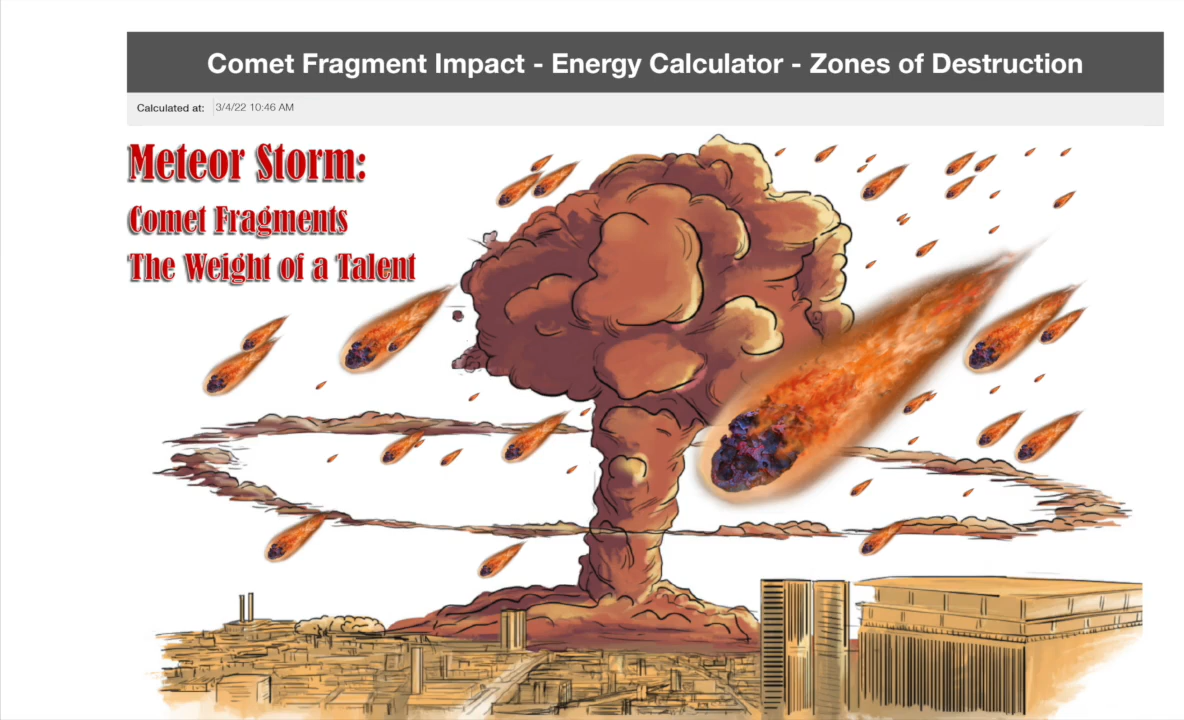 Comet Fragment Impact - Energy Calculator - Zones of Destruction
Calculated at: 3/4/22 10:46 AM
Meteor Storm:
Comet Fragments
The Weight of a Talent